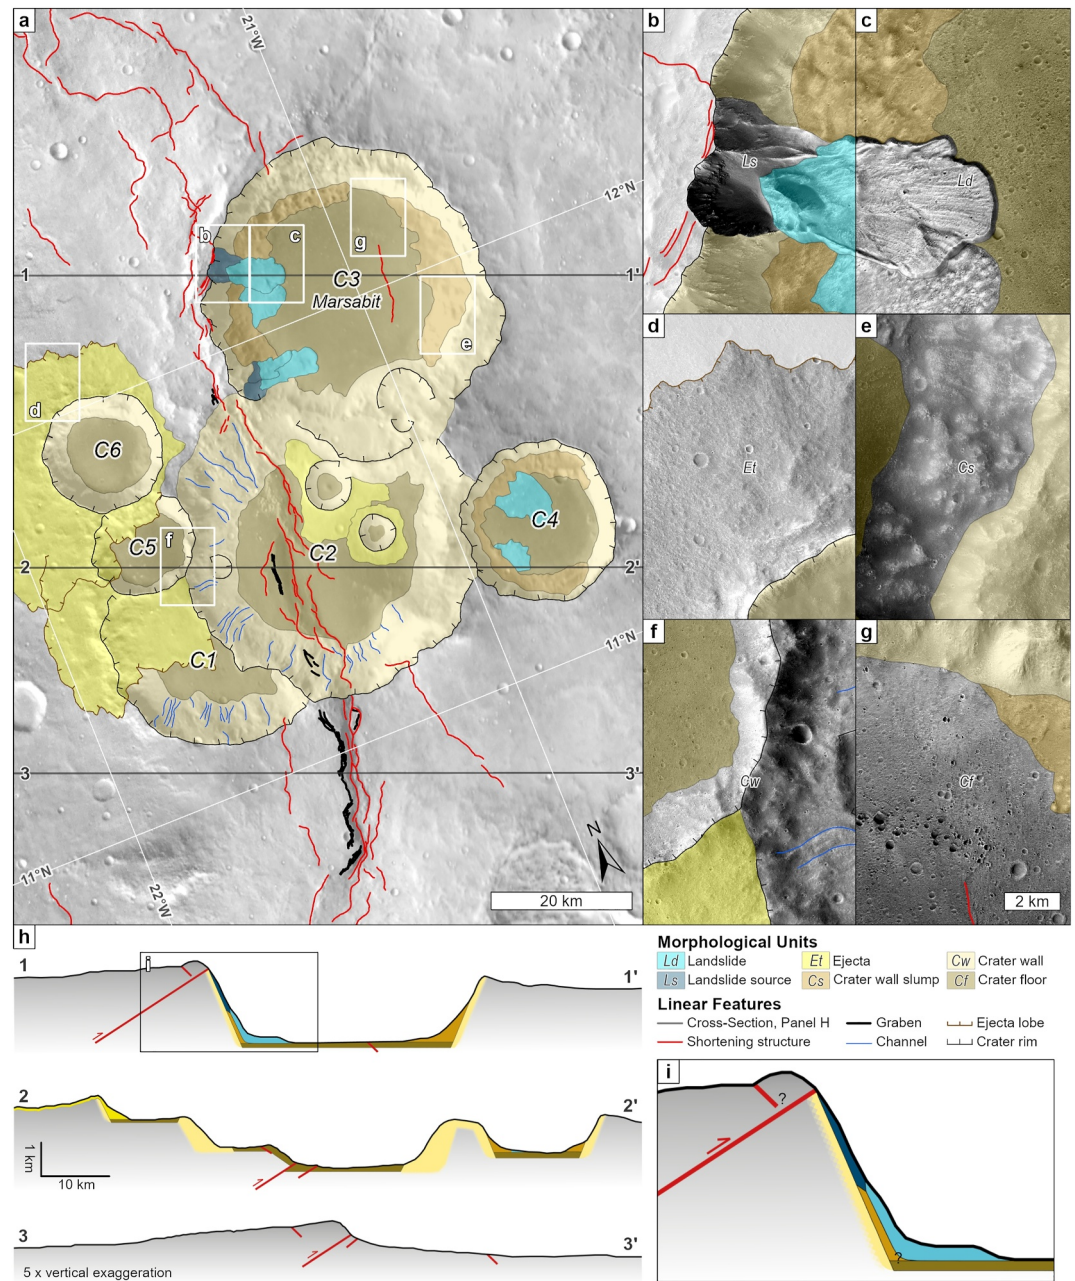 a
21°W
b
c
Ls
Ld
12°N
b
c
g
1
C3
1'
Marsabit
e
d
d
Et
e
Cs
C6
C5
f
C2
C4
2
2'
11°N
C1
f
Cw
g
Cf
3
3'
N
11°N
22°W
20 km
2 km
h
1
i
1'
2
2'
1 km
10 km
3
3'
5 x vertical exaggeration
Morphological Units
Ld Landslide
Et Ejecta
Cw Crater wall
Ls Landslide source
Cs Crater wall slump
Cf Crater floor
Linear Features
Cross-Section, Panel H
Graben
Ejecta lobe
Shortening structure
Channel
Crater rim
i
?
?